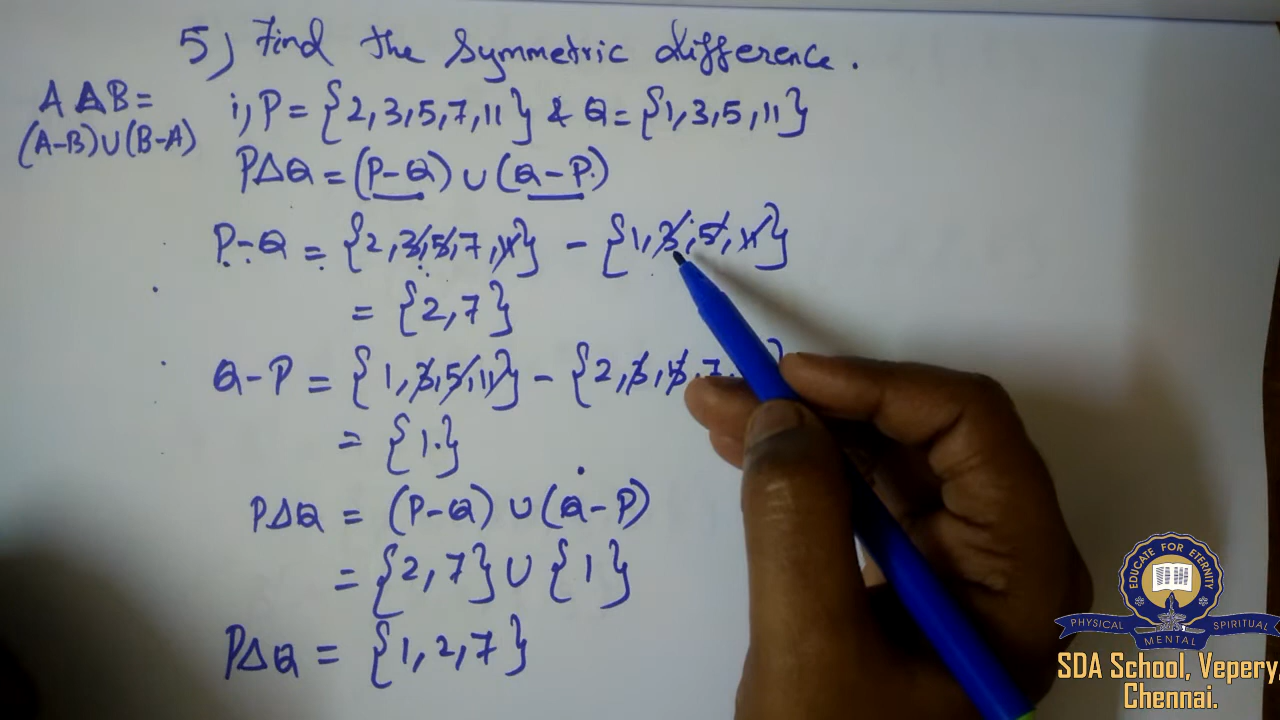 5) Find the Symmetric difference.
A Δ B =
(A-B)∪(B-A)
i, P = {2,3,5,7,11} & Q = {1,3,5,11}
PΔQ = (P-Q) ∪ (Q-P)
P-Q = {2,3,5,7,11} - {1,3,5,11}
= {2,7}
Q-P = {1,3,5,11} - {2,3,5,7,
= {1}
PΔQ = (P-Q) ∪ (Q-P)
= {2,7} ∪ {1}
PΔQ = {1,2,7}
EDUCATE FOR ETERNITY
PHYSICAL MENTAL SPIRITUAL
SDA School, Vepery,
Chennai.